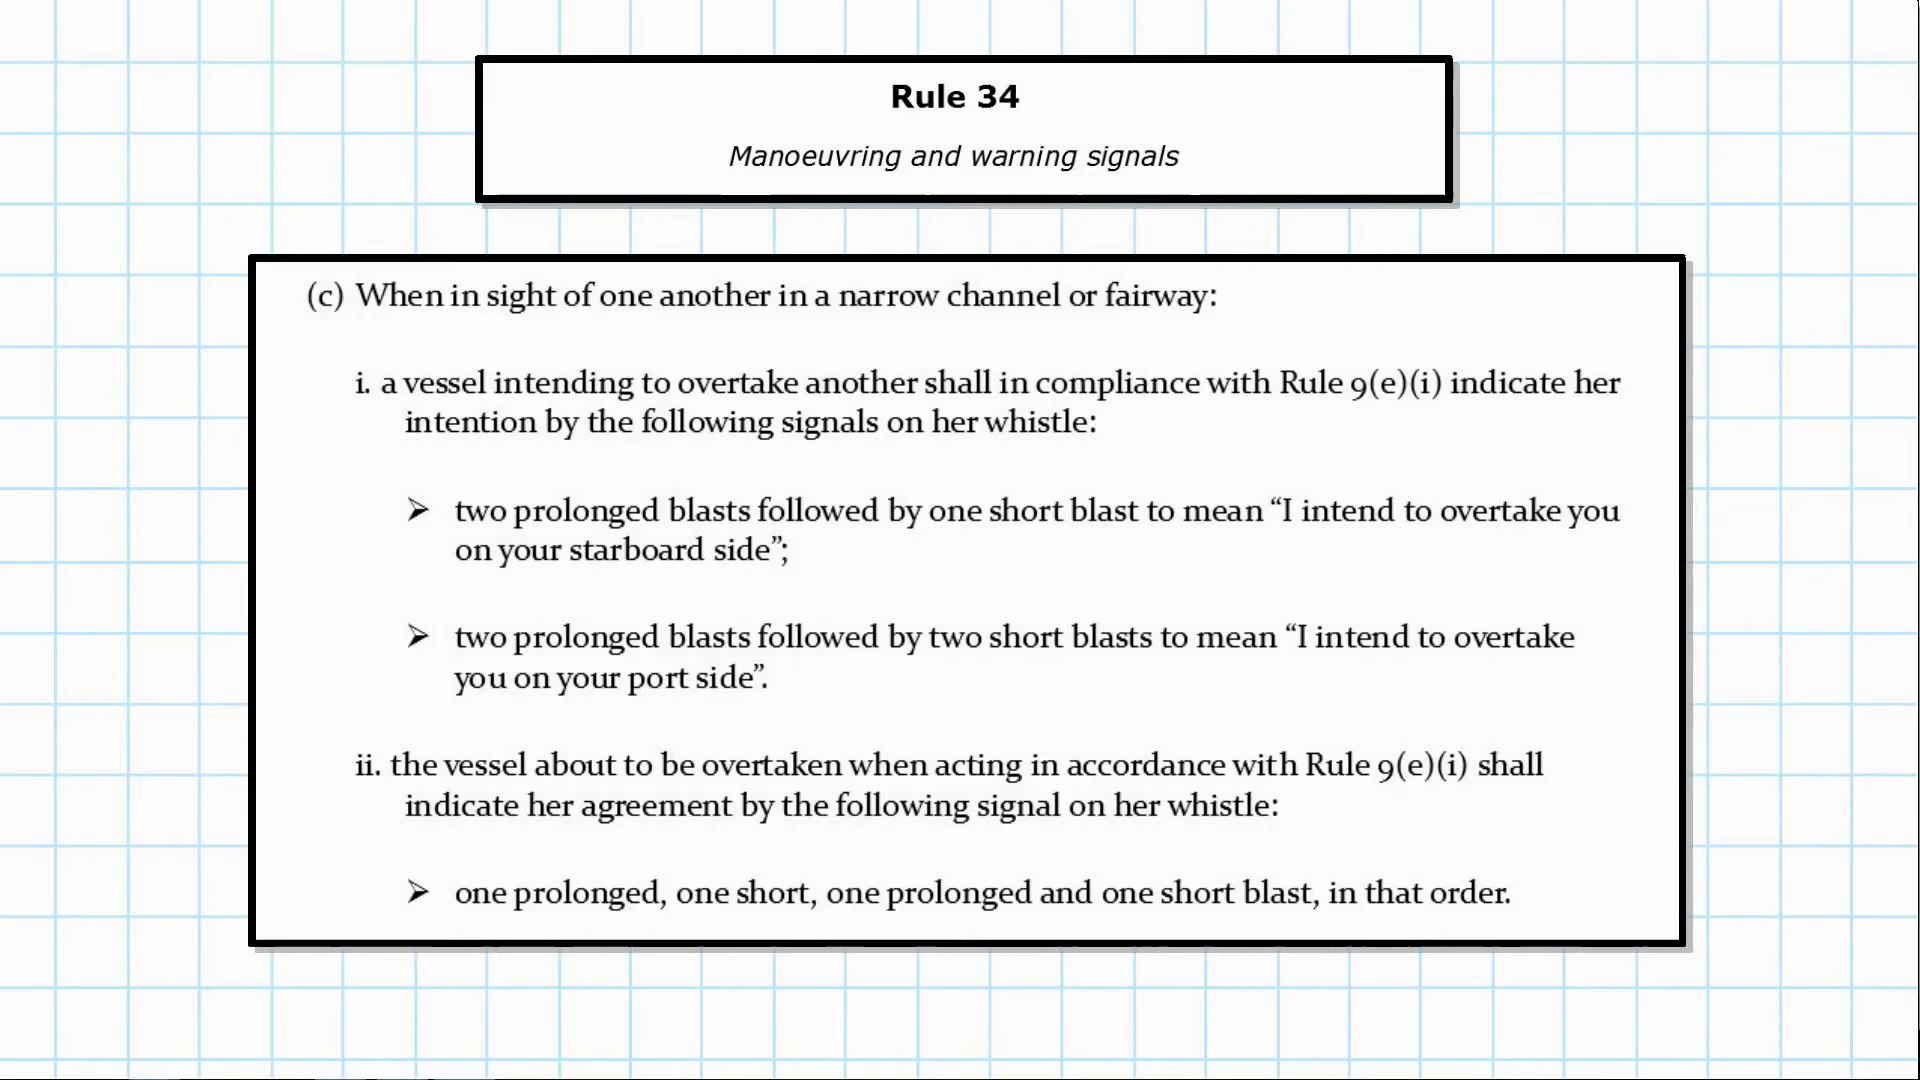 Rule 34
Manoeuvring and warning signals
(c) When in sight of one another in a narrow channel or fairway:
i. a vessel intending to overtake another shall in compliance with Rule 9(e)(i) indicate her
intention by the following signals on her whistle:
➢ two prolonged blasts followed by one short blast to mean “I intend to overtake you
on your starboard side”;
➢ two prolonged blasts followed by two short blasts to mean “I intend to overtake
you on your port side”.
ii. the vessel about to be overtaken when acting in accordance with Rule 9(e)(i) shall
indicate her agreement by the following signal on her whistle:
➢ one prolonged, one short, one prolonged and one short blast, in that order.